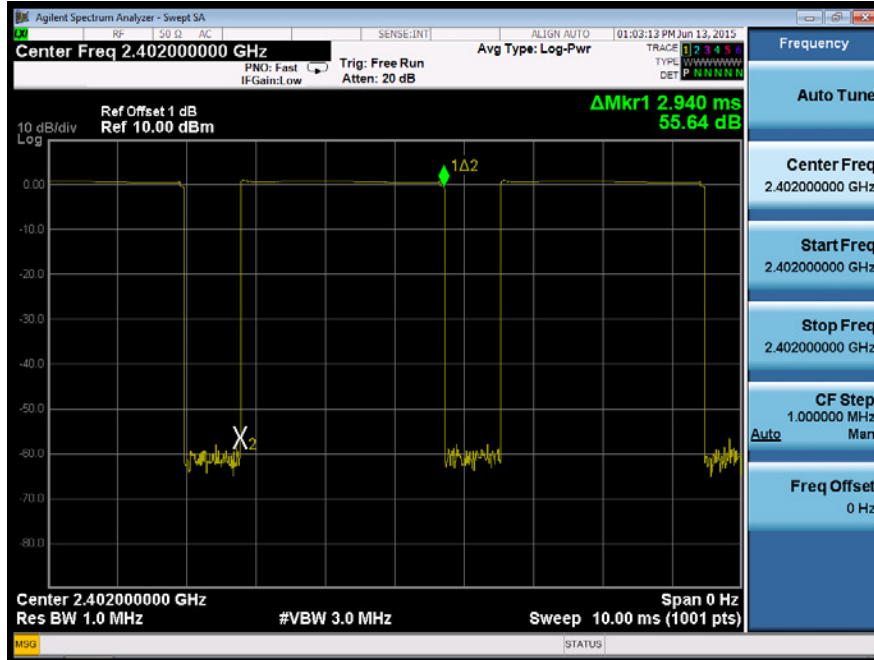 Agilent Spectrum Analyzer - Swept SA
RF 50 Ω AC SENSE:INT ALIGN AUTO 01:03:13 PM Jun 13, 2015
Center Freq 2.402000000 GHz
PNO: Fast
IFGain:Low
Trig: Free Run
Atten: 20 dB
Avg Type: Log-Pwr
TRACE 1 2 3 4 5 6
TYPE WWWWWW
DET P N N N N N
ΔMkr1 2.940 ms
55.64 dB
Ref Offset 1 dB
10 dB/div Ref 10.00 dBm
Log
1Δ2
0.00
-10.0
-20.0
-30.0
-40.0
-50.0
X2
-60.0
-70.0
-80.0
Center 2.402000000 GHz Span 0 Hz
Res BW 1.0 MHz #VBW 3.0 MHz Sweep 10.00 ms (1001 pts)
MSG STATUS
Frequency
Auto Tune
Center Freq
2.402000000 GHz
Start Freq
2.402000000 GHz
Stop Freq
2.402000000 GHz
CF Step
1.000000 MHz
Auto Man
Freq Offset
0 Hz